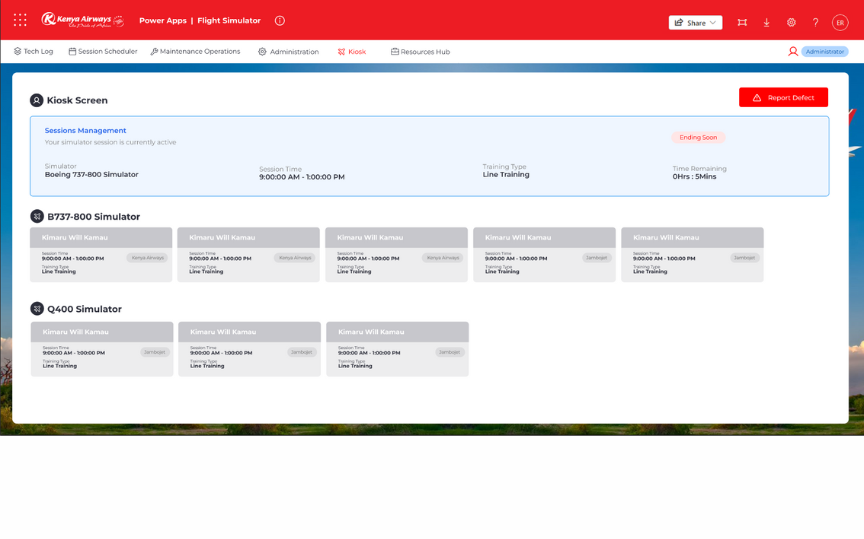 Kenya Airways
The Pride of Africa
Power Apps | Flight Simulator
Share
ER
Tech Log
Session Scheduler
Maintenance Operations
Administration
Kiosk
Resources Hub
Administrator
Kiosk Screen
Report Defect
Sessions Management
Your simulator session is currently active
Ending Soon
Simulator
Boeing 737-800 Simulator
Session Time
9:00:00 AM - 1:00:00 PM
Training Type
Line Training
Time Remaining
0Hrs : 5Mins
B737-800 Simulator
Kimaru Will Kamau
Session Time
9:00:00 AM - 1:00:00 PM
Kenya Airways
Training Type
Line Training
Kimaru Will Kamau
Session Time
9:00:00 AM - 1:00:00 PM
Kenya Airways
Training Type
Line Training
Kimaru Will Kamau
Session Time
9:00:00 AM - 1:00:00 PM
Kenya Airways
Training Type
Line Training
Kimaru Will Kamau
Session Time
9:00:00 AM - 1:00:00 PM
Jambojet
Training Type
Line Training
Kimaru Will Kamau
Session Time
9:00:00 AM - 1:00:00 PM
Jambojet
Training Type
Line Training
Q400 Simulator
Kimaru Will Kamau
Session Time
9:00:00 AM - 1:00:00 PM
Jambojet
Training Type
Line Training
Kimaru Will Kamau
Session Time
9:00:00 AM - 1:00:00 PM
Jambojet
Training Type
Line Training
Kimaru Will Kamau
Session Time
9:00:00 AM - 1:00:00 PM
Jambojet
Training Type
Line Training